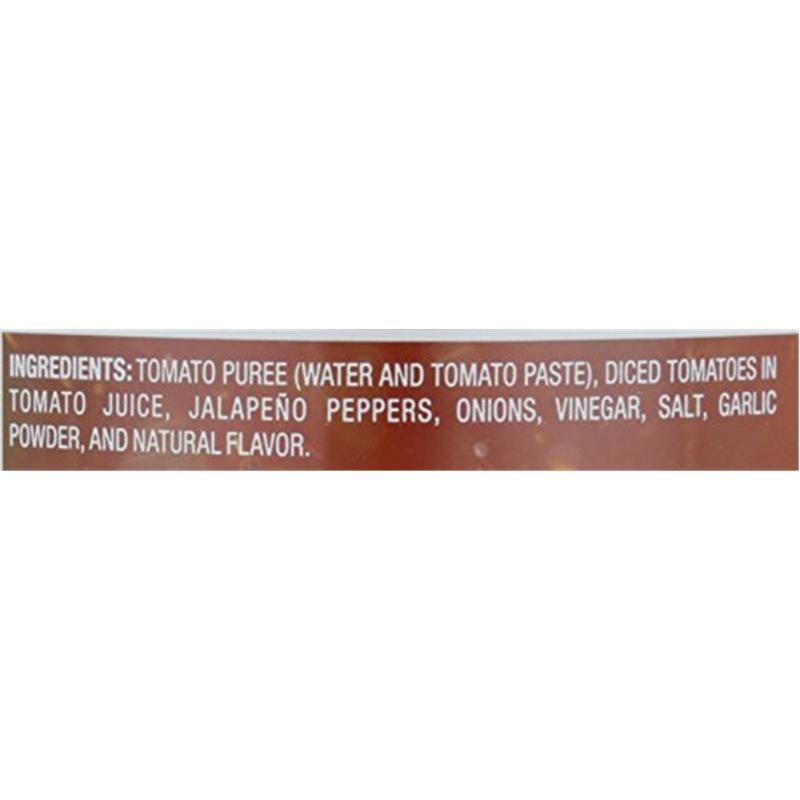 INGREDIENTS: TOMATO PUREE (WATER AND TOMATO PASTE), DICED TOMATOES IN
TOMATO JUICE, JALAPEÑO PEPPERS, ONIONS, VINEGAR, SALT, GARLIC
POWDER, AND NATURAL FLAVOR.